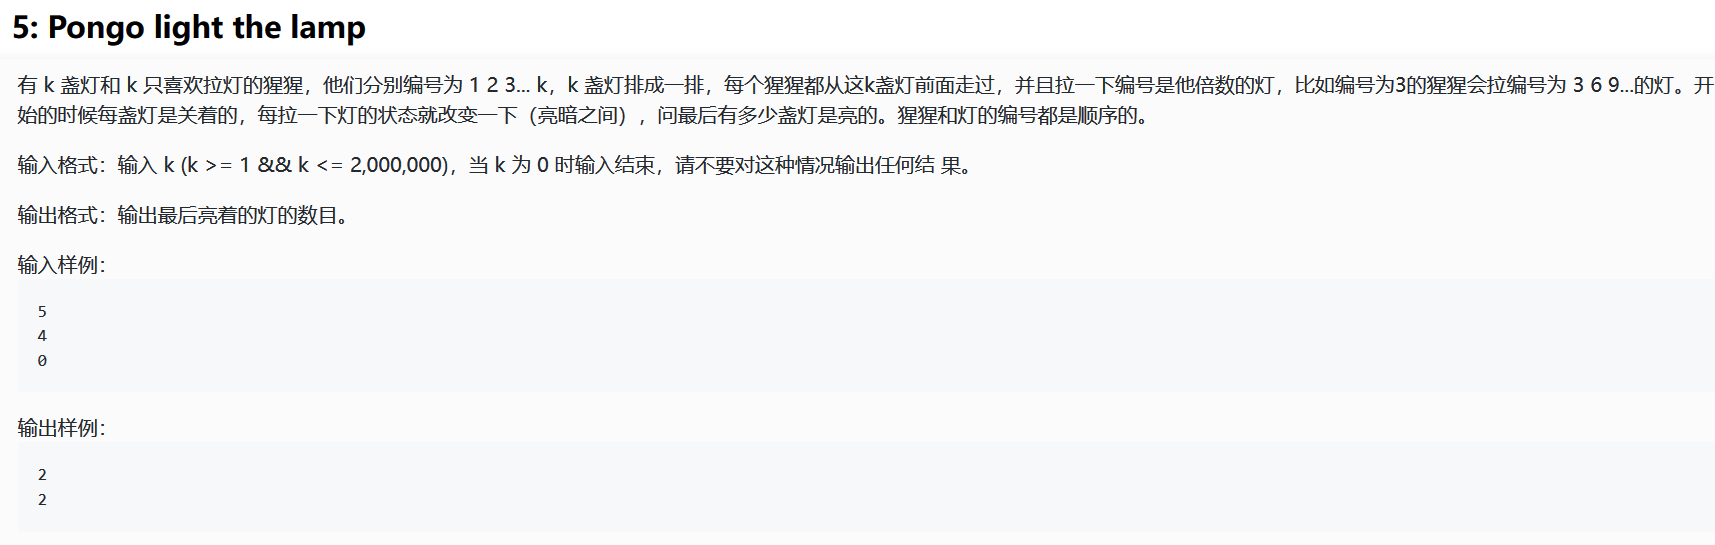 5: Pongo light the lamp
有 k 盏灯和 k 只喜欢拉灯的猩猩，他们分别编号为 1 2 3... k，k 盏灯排成一排，每个猩猩都从这k盏灯前面走过，并且拉一下编号是他倍数的灯，比如编号为3的猩猩会拉编号为 3 6 9...的灯。开
始的时候每盏灯是关着的，每拉一下灯的状态就改变一下（亮暗之间），问最后有多少盏灯是亮的。猩猩和灯的编号都是顺序的。
输入格式：输入 k (k >= 1 && k <= 2,000,000)，当 k 为 0 时输入结束，请不要对这种情况输出任何结 果。
输出格式：输出最后亮着的灯的数目。
输入样例：
5
4
0
输出样例：
2
2